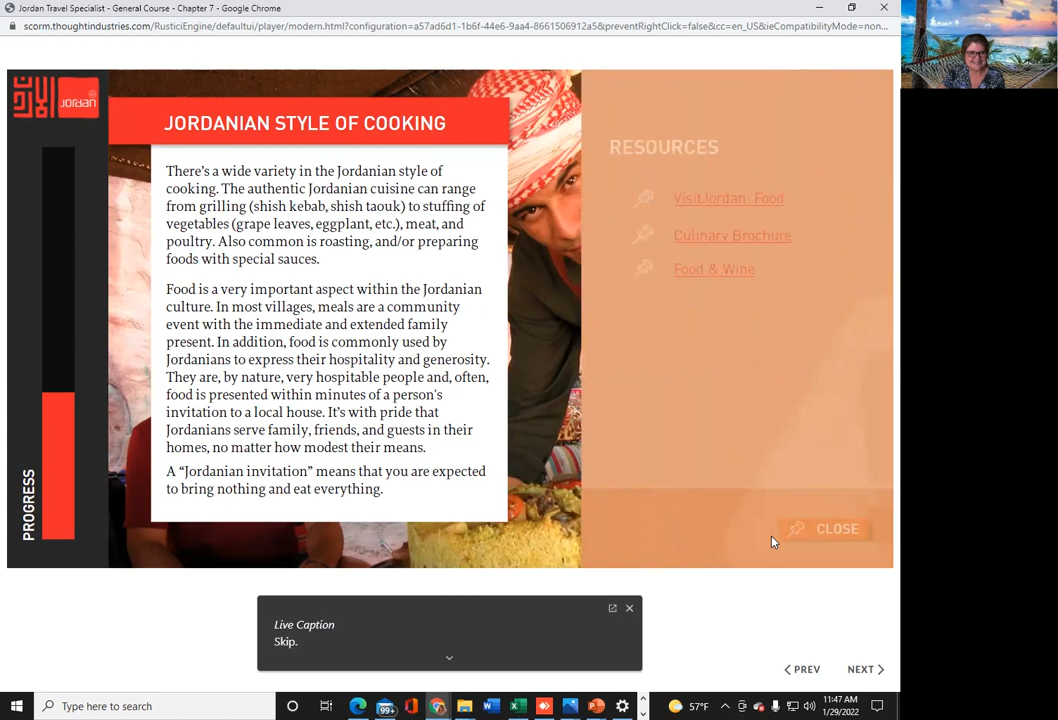 Jordan Travel Specialist - General Course - Chapter 7 - Google Chrome
scorm.thoughtindustries.com/RusticEngine/defaultui/player/modern.html?configuration=a57ad6d1-1b6f-44e6-9aa4-8661506912a5&preventRightClick=false&cc=en_US&ieCompatibilityMode=non...
الأردن
Jordan
JORDANIAN STYLE OF COOKING
There's a wide variety in the Jordanian style of
cooking. The authentic Jordanian cuisine can range
from grilling (shish kebab, shish taouk) to stuffing of
vegetables (grape leaves, eggplant, etc.), meat, and
poultry. Also common is roasting, and/or preparing
foods with special sauces.
Food is a very important aspect within the Jordanian
culture. In most villages, meals are a community
event with the immediate and extended family
present. In addition, food is commonly used by
Jordanians to express their hospitality and generosity.
They are, by nature, very hospitable people and, often,
food is presented within minutes of a person's
invitation to a local house. It's with pride that
Jordanians serve family, friends, and guests in their
homes, no matter how modest their means.
A “Jordanian invitation” means that you are expected
to bring nothing and eat everything.
RESOURCES
VisitJordan: Food
Culinary Brochure
Food & Wine
CLOSE
PROGRESS
Live Caption
Skip.
PREV
NEXT
Type here to search
99+
57°F
11:47 AM
1/29/2022